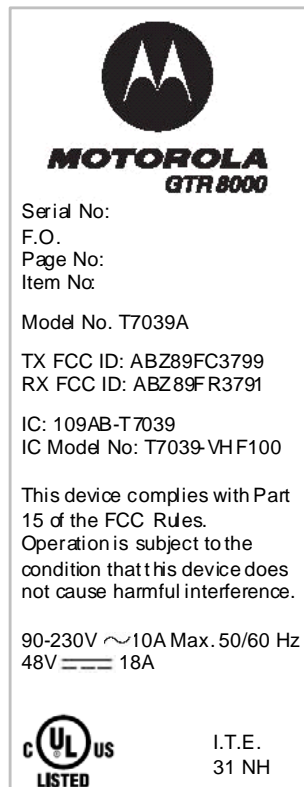 MOTOROLA
GTR 8000
Serial No:
F.O.
Page No:
Item No:
Model No. T7039A
TX FCC ID: ABZ89FC3799
RX FCC ID: ABZ89FR3791
IC: 109AB-T7039
IC Model No: T7039-VHF100
This device complies with Part
15 of the FCC Rules.
Operation is subject to the
condition that this device does
not cause harmful interference.
90-230V ~10A Max. 50/60 Hz
48V ⎓ 18A
C UL US
LISTED
I.T.E.
31 NH